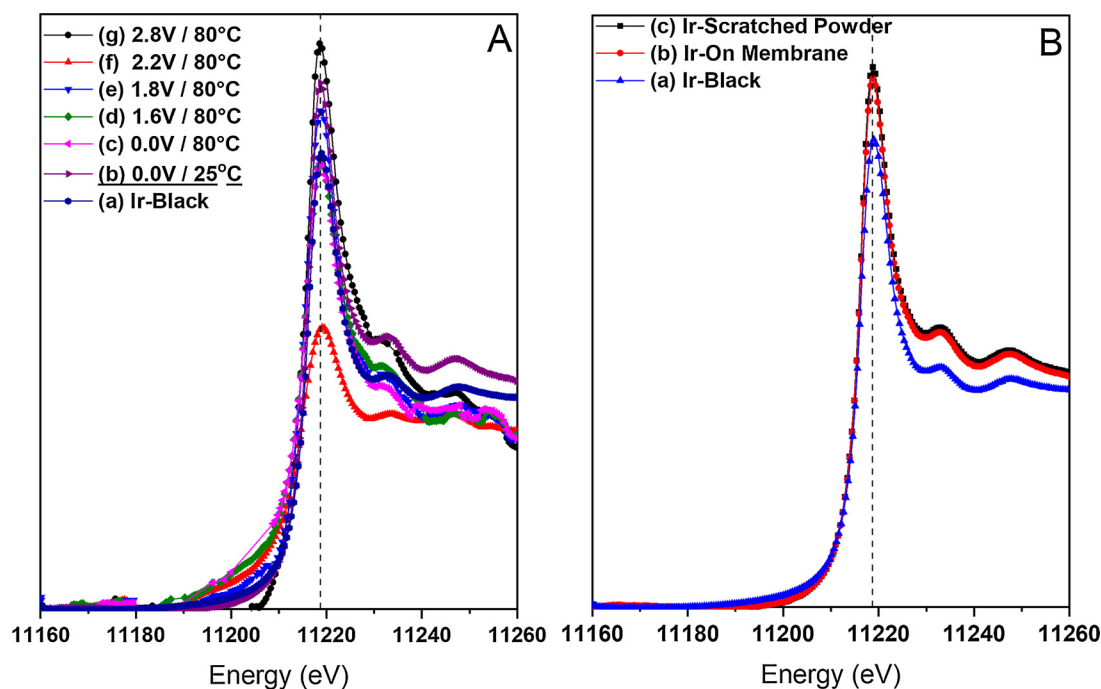 A
(g) 2.8V / 80°C
(f) 2.2V / 80°C
(e) 1.8V / 80°C
(d) 1.6V / 80°C
(c) 0.0V / 80°C
(b) 0.0V / 25°C
(a) Ir-Black
11160 11180 11200 11220 11240 11260
Energy (eV)
B
(c) Ir-Scratched Powder
(b) Ir-On Membrane
(a) Ir-Black
11160 11180 11200 11220 11240 11260
Energy (eV)